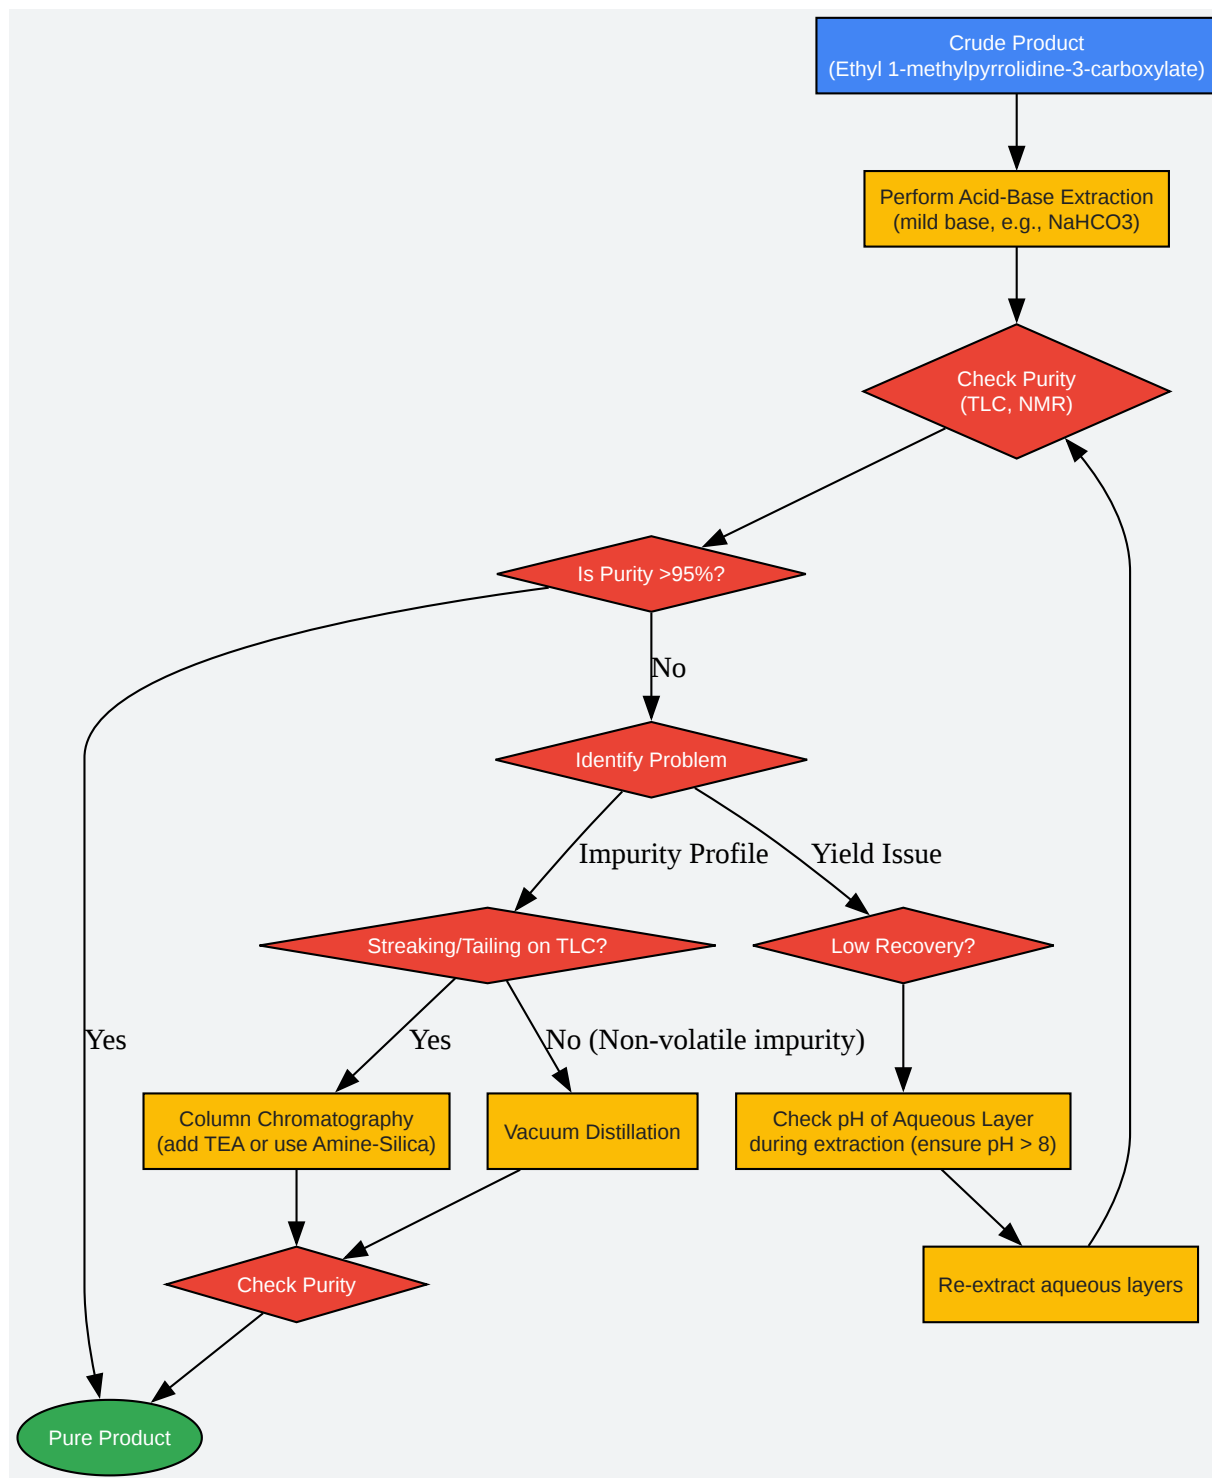 Crude Product
(Ethyl 1-methylpyrrolidine-3-carboxylate)
Perform Acid-Base Extraction
(mild base, e.g., NaHCO3)
Check Purity
(TLC, NMR)
Is Purity >95%?
No
Identify Problem
Impurity Profile
Yield Issue
Streaking/Tailing on TLC?
Low Recovery?
Yes
Yes
No (Non-volatile impurity)
Column Chromatography
(add TEA or use Amine-Silica)
Vacuum Distillation
Check pH of Aqueous Layer
during extraction (ensure pH > 8)
Check Purity
Re-extract aqueous layers
Pure Product